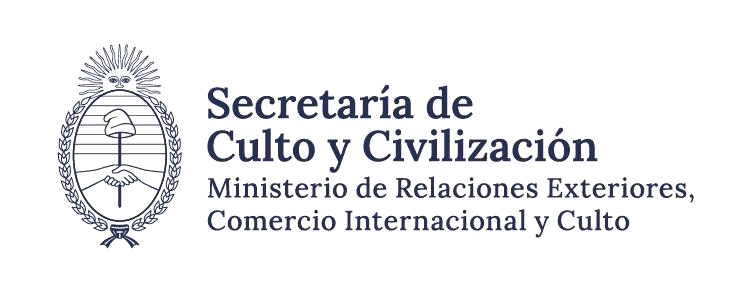 Secretaría de
Culto y Civilización
Ministerio de Relaciones Exteriores,
Comercio Internacional y Culto